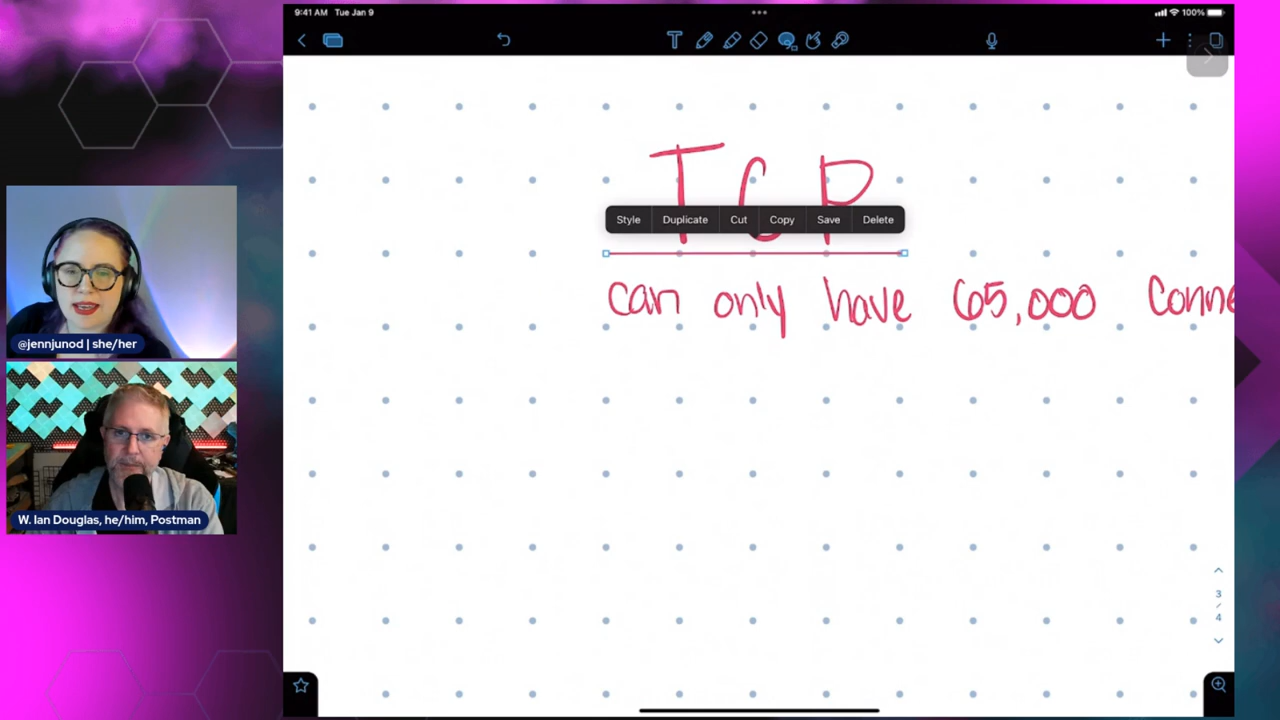 9:41 AM Tue Jan 9
100%
TCP
Style Duplicate Cut Copy Save Delete
can only have 65,000 Conne
@jennjunod | she/her
W. Ian Douglas, he/him, Postman
3
/
4